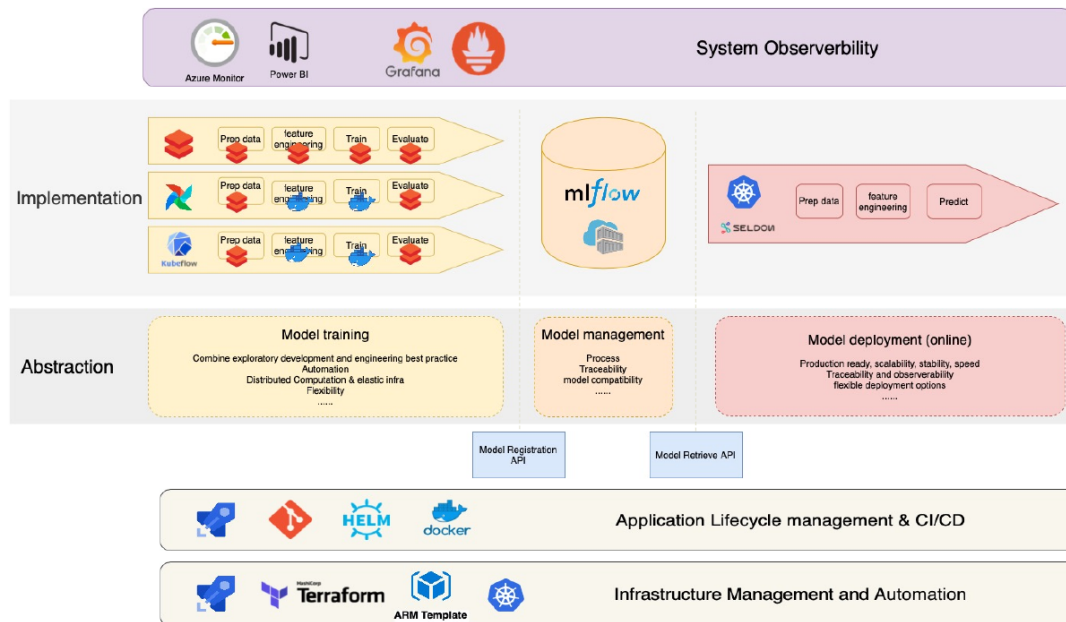 System Observerbility
Azure Monitor
Power BI
Grafana
Implementation
Prep data
feature
engineering
Train
Evaluate
Prep data
feature
engineering
Train
Evaluate
Kubeflow
Prep data
feature
engineering
Train
Evaluate
mlflow
SELDON
Prep data
feature
engineering
Predict
Abstraction
Model training
Combine exploratory development and engineering best practice
Automation
Distributed Computation & elastic infra
Flexibility
......
Model management
Process
Traceability
model compatibility
......
Model deployment (online)
Production ready, scalability, stability, speed
Traceability and observerability
flexible deployment options
......
Model Registration
API
Model Retrieve API
HELM
docker
Application Lifecycle management & CI/CD
HashiCorp
Terraform
ARM Template
Infrastructure Management and Automation